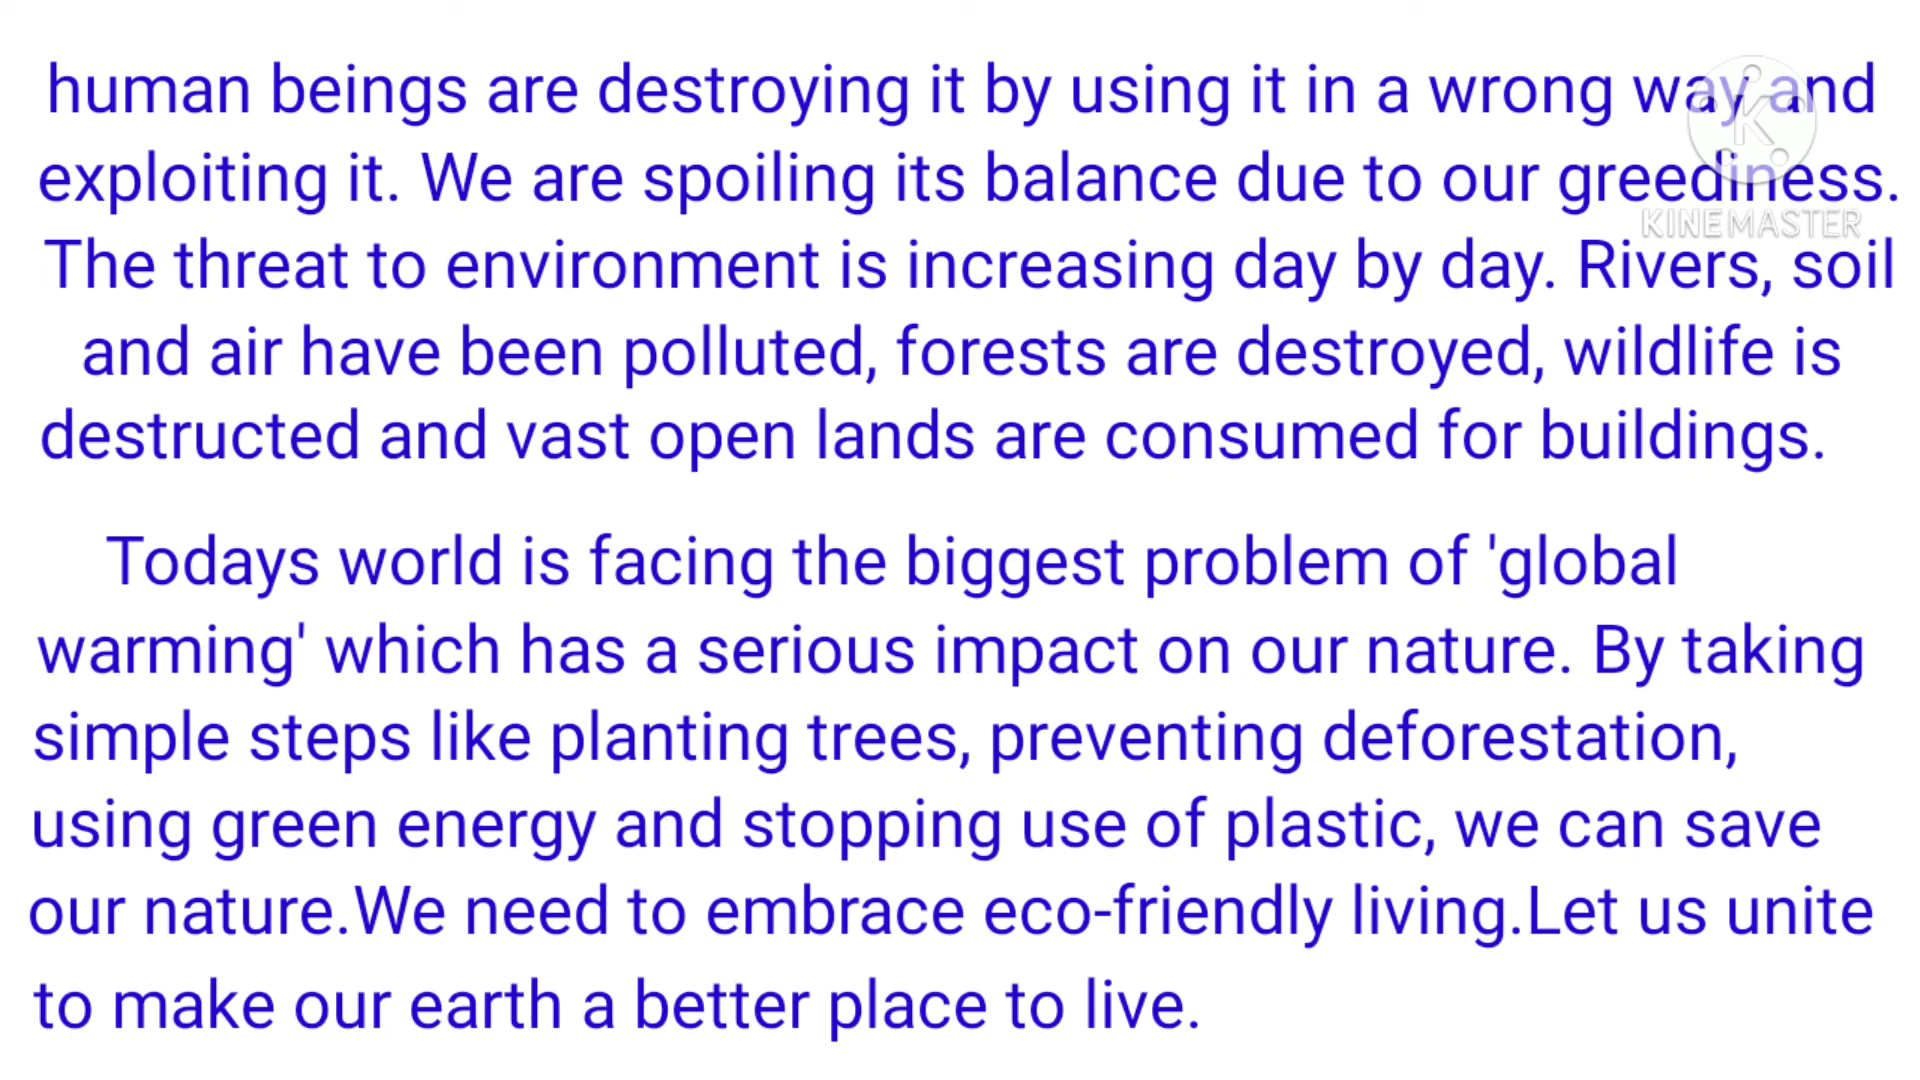 human beings are destroying it by using it in a wrong way and
exploiting it. We are spoiling its balance due to our greediness.
KINEMASTER
The threat to environment is increasing day by day. Rivers, soil
and air have been polluted, forests are destroyed, wildlife is
destructed and vast open lands are consumed for buildings.
Todays world is facing the biggest problem of 'global
warming' which has a serious impact on our nature. By taking
simple steps like planting trees, preventing deforestation,
using green energy and stopping use of plastic, we can save
our nature.We need to embrace eco-friendly living.Let us unite
to make our earth a better place to live.